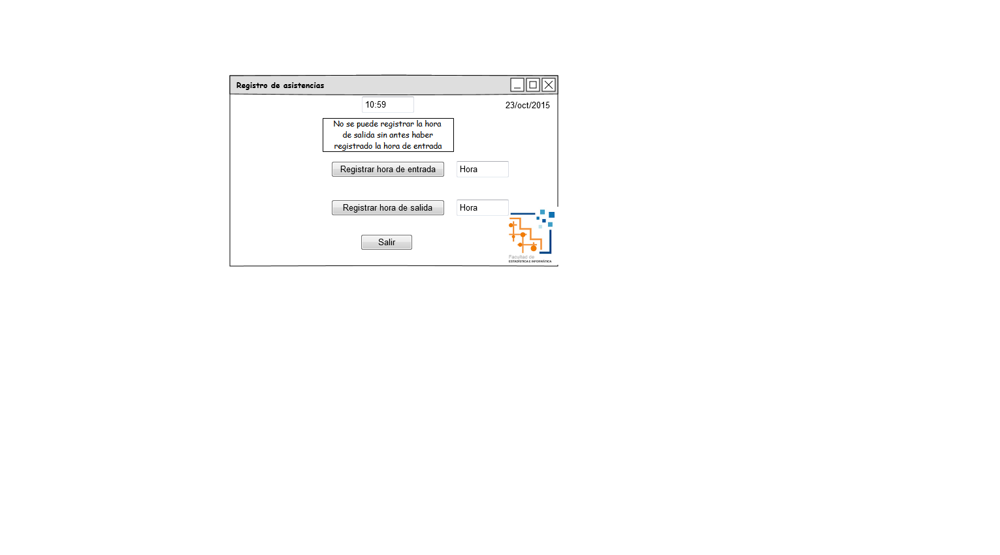 Registro de asistencias
10:59
23/oct/2015
No se puede registrar la hora
de salida sin antes haber
registrado la hora de entrada
Registrar hora de entrada
Hora
Registrar hora de salida
Hora
Salir
Facultad de
ESTADÍSTICA E INFORMÁTICA